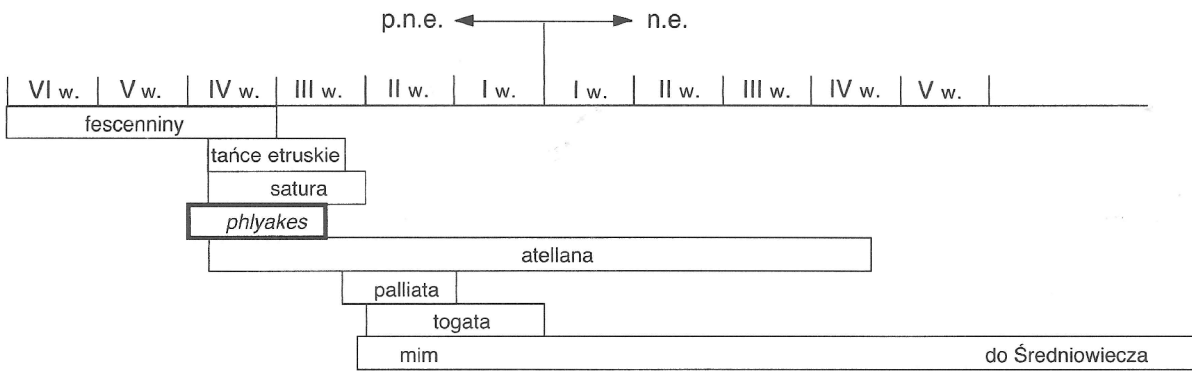 p.n.e. n.e.
VI w. V w. IV w. III w. II w. I w. I w. II w. III w. IV w. V w.
fescenniny
tańce etruskie
satura
phlyakes
atellana
palliata
togata
mim do Średniowiecza